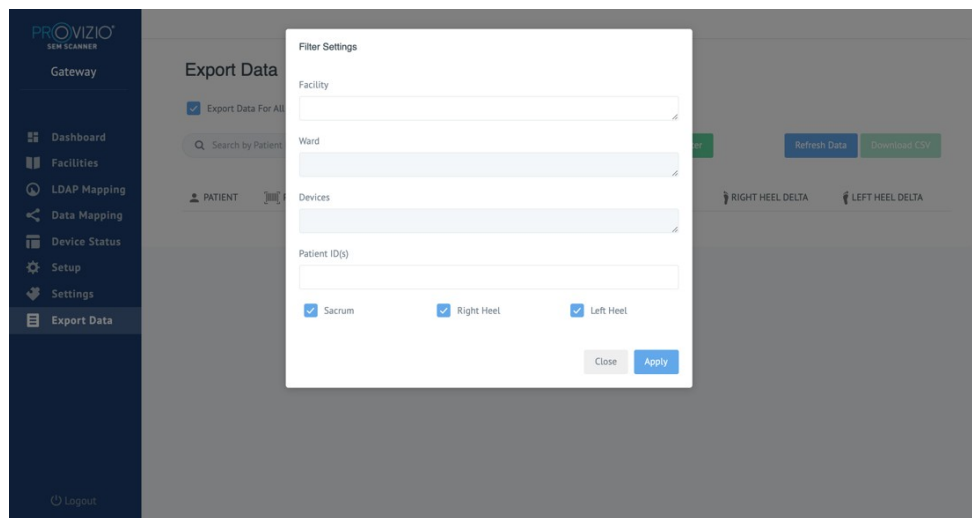 PROVIZIO®
SEM SCANNER
Gateway
Dashboard
Facilities
LDAP Mapping
Data Mapping
Device Status
Setup
Settings
Export Data
Logout
Export Data
Export Data For All
Search by Patient
Refresh Data
Download CSV
PATIENT
RIGHT HEEL DELTA
LEFT HEEL DELTA
Filter Settings
Facility
Ward
Devices
Patient ID(s)
Sacrum
Right Heel
Left Heel
Close
Apply